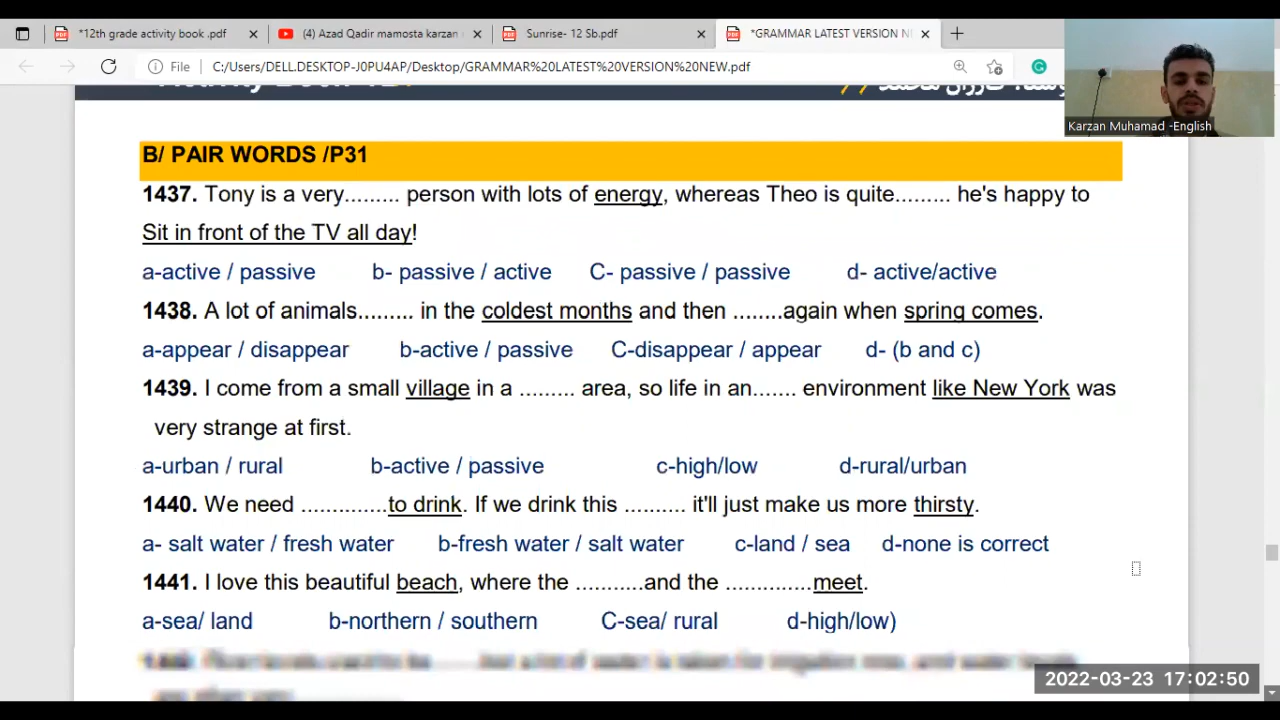 *12th grade activity book .pdf
(4) Azad Qadir mamosta karzan
Sunrise- 12 Sb.pdf
*GRAMMAR LATEST VERSION N
File C:/Users/DELL.DESKTOP-J0PU4AP/Desktop/GRAMMAR%20LATEST%20VERSION%20NEW.pdf
Karzan Muhamad -English
B/ PAIR WORDS /P31
1437. Tony is a very......... person with lots of energy, whereas Theo is quite......... he's happy to
Sit in front of the TV all day!
a-active / passive b- passive / active C- passive / passive d- active/active
1438. A lot of animals......... in the coldest months and then ........again when spring comes.
a-appear / disappear b-active / passive C-disappear / appear d- (b and c)
1439. I come from a small village in a ......... area, so life in an....... environment like New York was
very strange at first.
a-urban / rural b-active / passive c-high/low d-rural/urban
1440. We need ..............to drink. If we drink this .......... it'll just make us more thirsty.
a- salt water / fresh water b-fresh water / salt water c-land / sea d-none is correct
1441. I love this beautiful beach, where the ...........and the ..............meet.
a-sea/ land b-northern / southern C-sea/ rural d-high/low)
2022-03-23 17:02:50